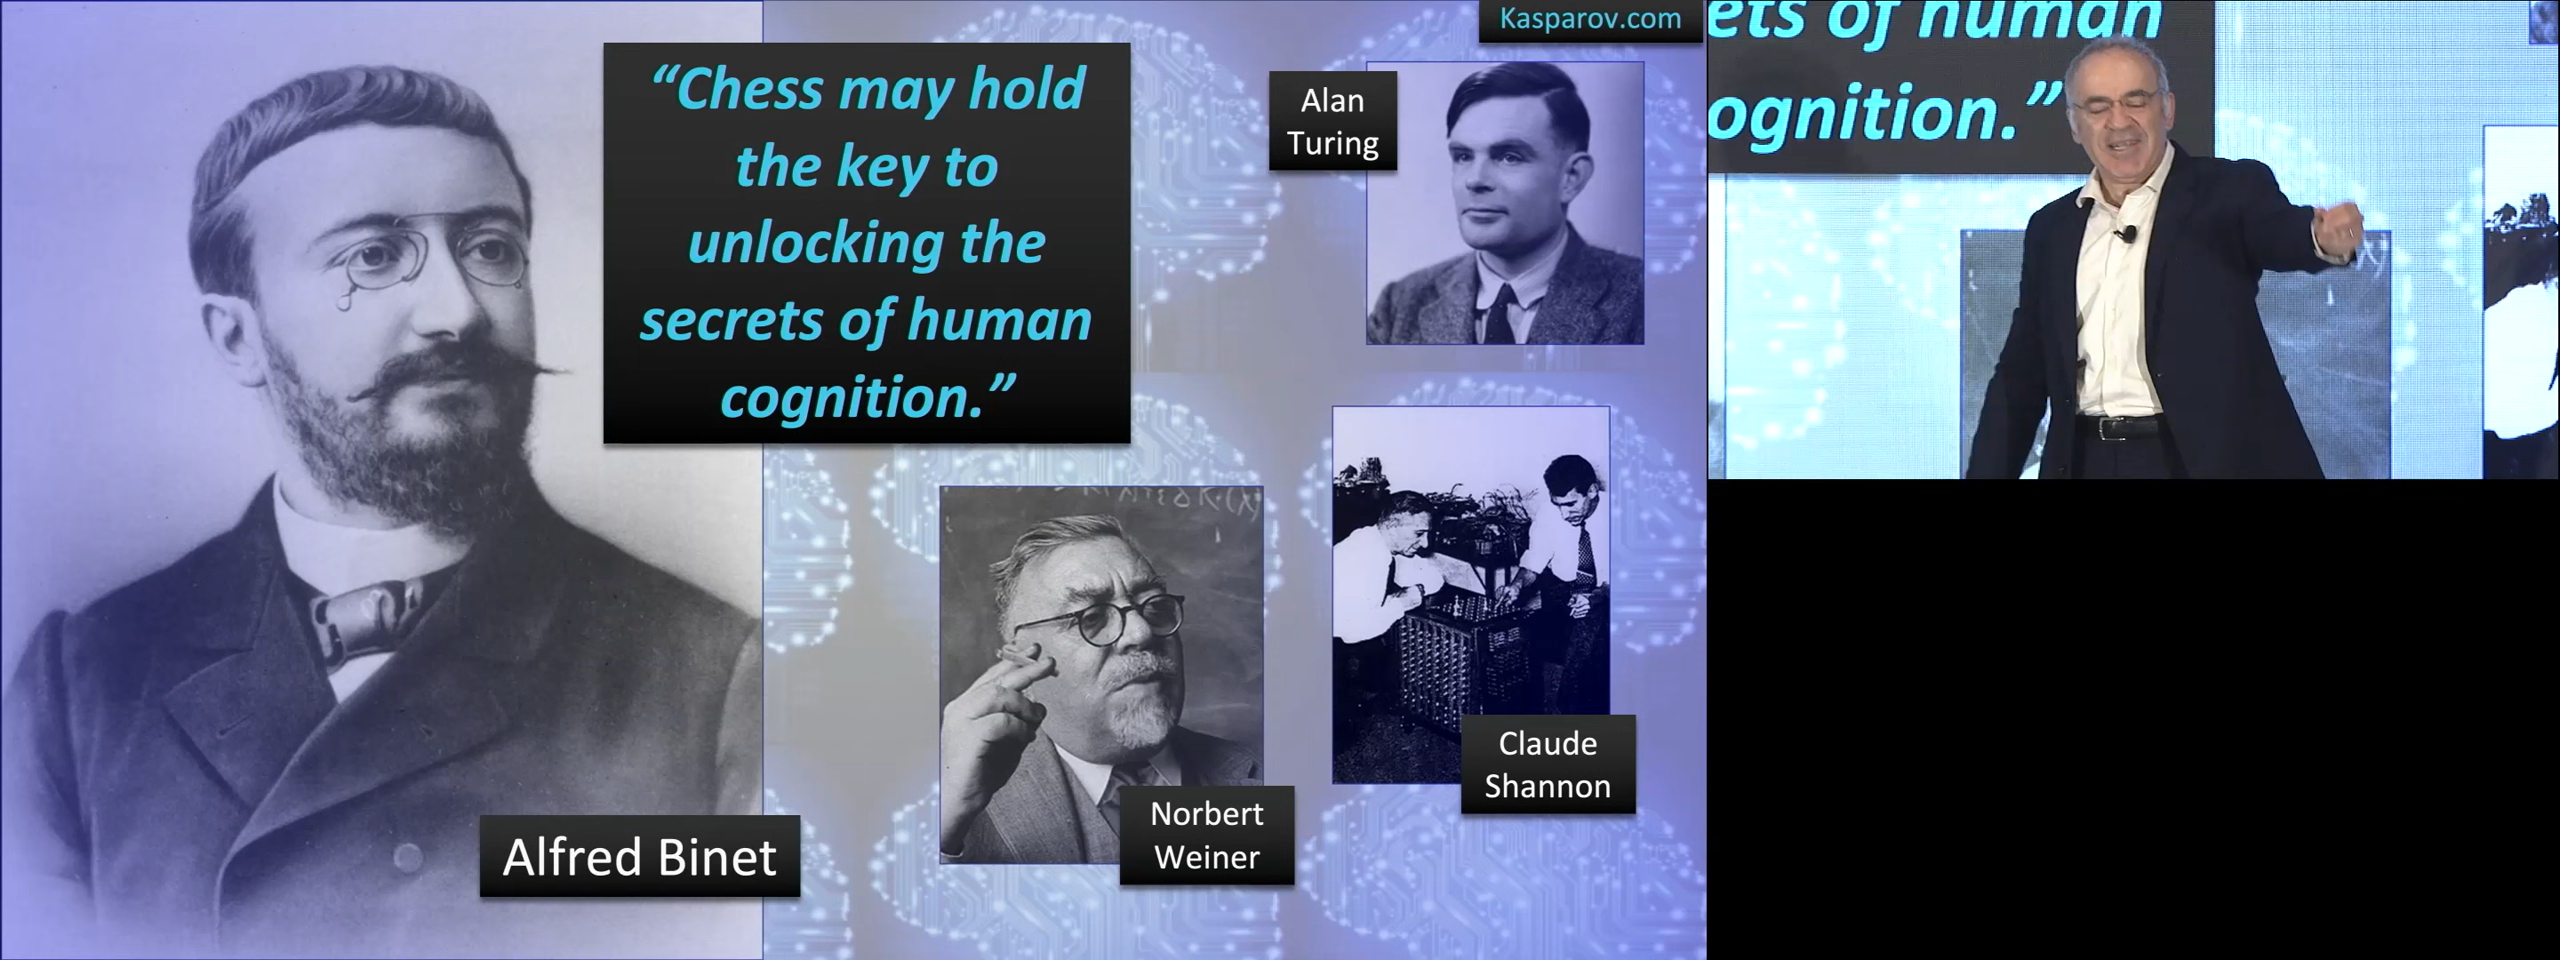 Kasparov.com
“Chess may hold
the key to
unlocking the
secrets of human
cognition.”
Alan
Turing
Norbert
Weiner
Claude
Shannon
Alfred Binet
ets of human
ognition.”